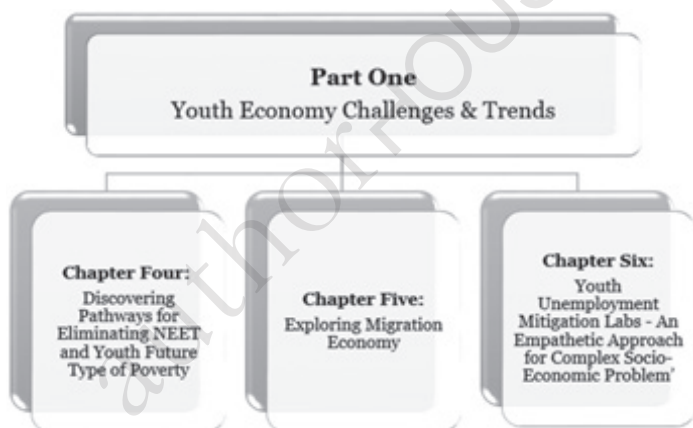 Part One
Youth Economy Challenges & Trends
Chapter Four:
Discovering
Pathways for
Eliminating NEET
and Youth Future
Type of Poverty
Chapter Five:
Exploring Migration
Economy
Chapter Six:
Youth
Unemployment
Mitigation Labs - An
Empathetic Approach
for Complex Socio-
Economic Problem’
authorHOUS